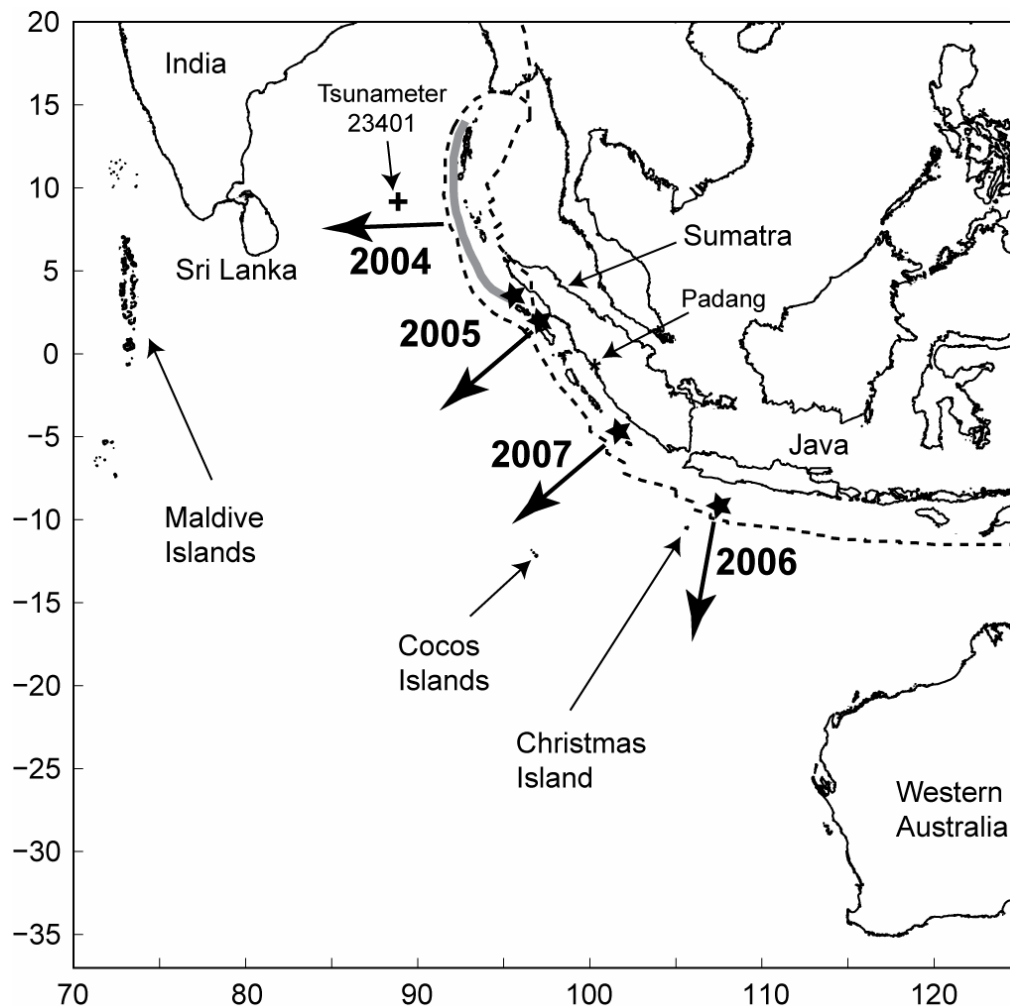 20
India
Tsunameter
23401
15
10
2004
Sumatra
Sri Lanka
Padang
5
2005
0
2007
Java
−5
Maldive
Islands
−10
2006
−15
Cocos
Islands
−20
Christmas
Island
−25
Western
Australia
−30
−35
70
80
90
100
110
120